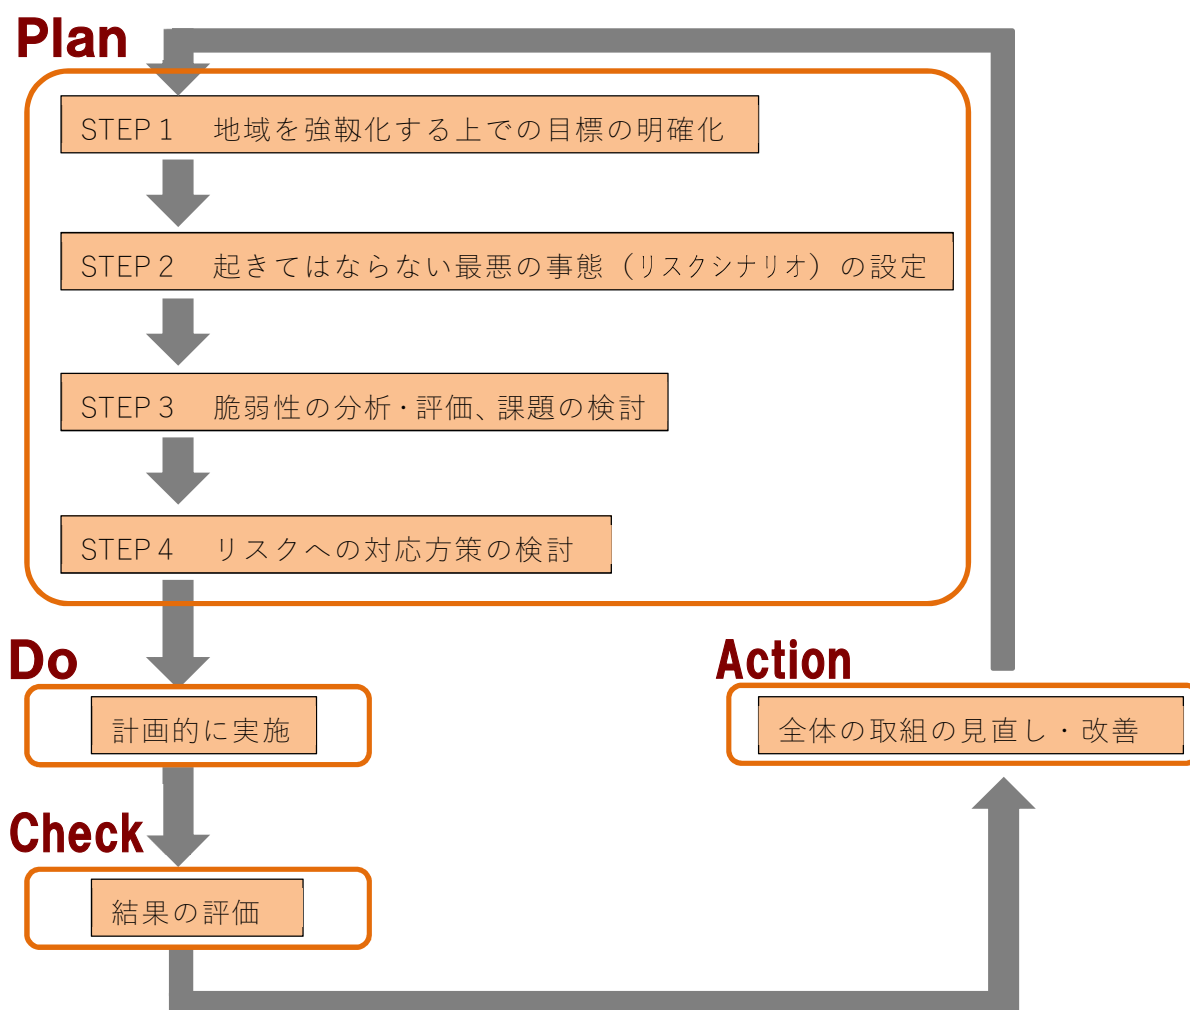 Plan
STEP１　地域を強靱化する上での目標の明確化
STEP２　起きてはならない最悪の事態（リスクシナリオ）の設定
STEP３　脆弱性の分析・評価、課題の検討
STEP４　リスクへの対応方策の検討
Do
計画的に実施
Check
結果の評価
Action
全体の取組の見直し・改善